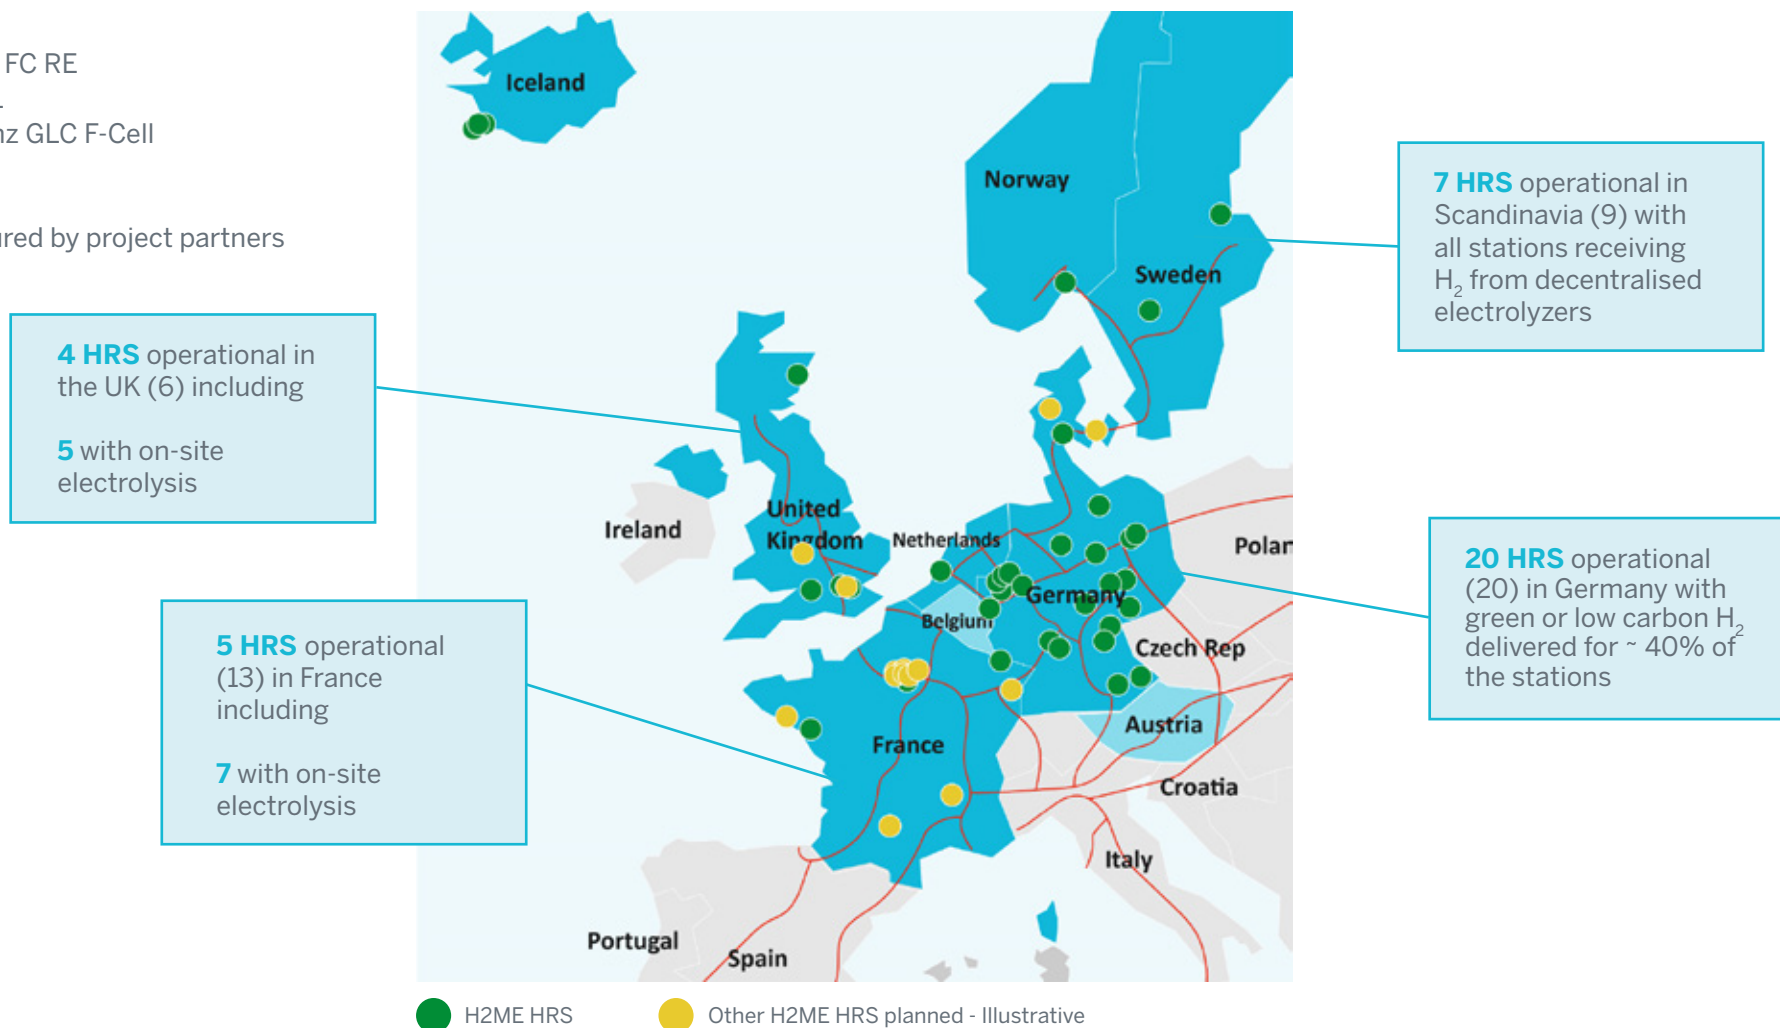 FC RE
nz GLC F-Cell
ured by project partners
4 HRS operational in
the UK (6) including
5 with on-site
electrolysis
5 HRS operational
(13) in France
including
7 with on-site
electrolysis
7 HRS operational in
Scandinavia (9) with
all stations receiving
H2 from decentralised
electrolyzers
20 HRS operational
(20) in Germany with
green or low carbon H2
delivered for ~ 40% of
the stations
Iceland
Norway
Sweden
United
Kingdom
Ireland
Netherlands
Polan
Germany
Belgium
Czech Rep
Austria
France
Croatia
Italy
Portugal
Spain
H2ME HRS
Other H2ME HRS planned - Illustrative